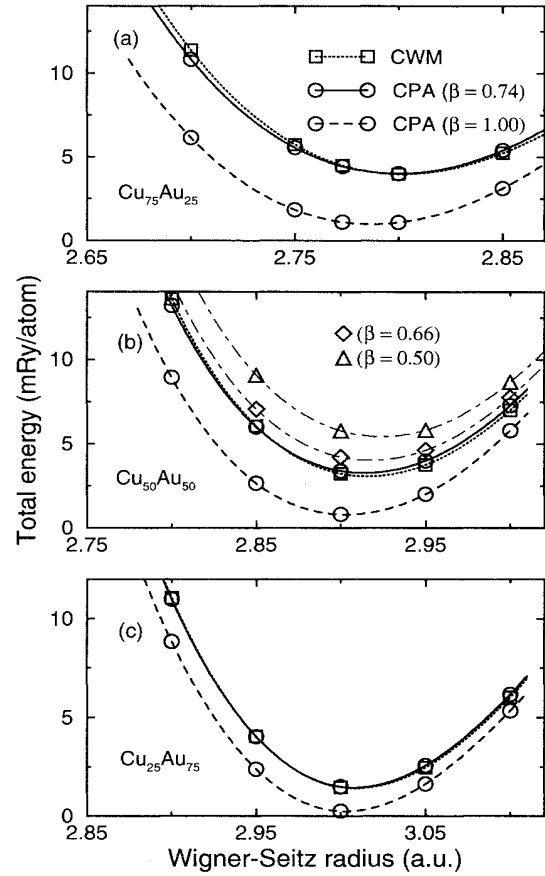 (a)
CWM
CPA (β = 0.74)
CPA (β = 1.00)
Cu₇₅Au₂₅
10
5
0
2.65 2.75 2.85
(b)
(β = 0.66)
(β = 0.50)
Cu₅₀Au₅₀
10
5
0
2.75 2.85 2.95
Total energy (mRy/atom)
(c)
Cu₂₅Au₇₅
10
5
0
2.85 2.95 3.05
Wigner-Seitz radius (a.u.)